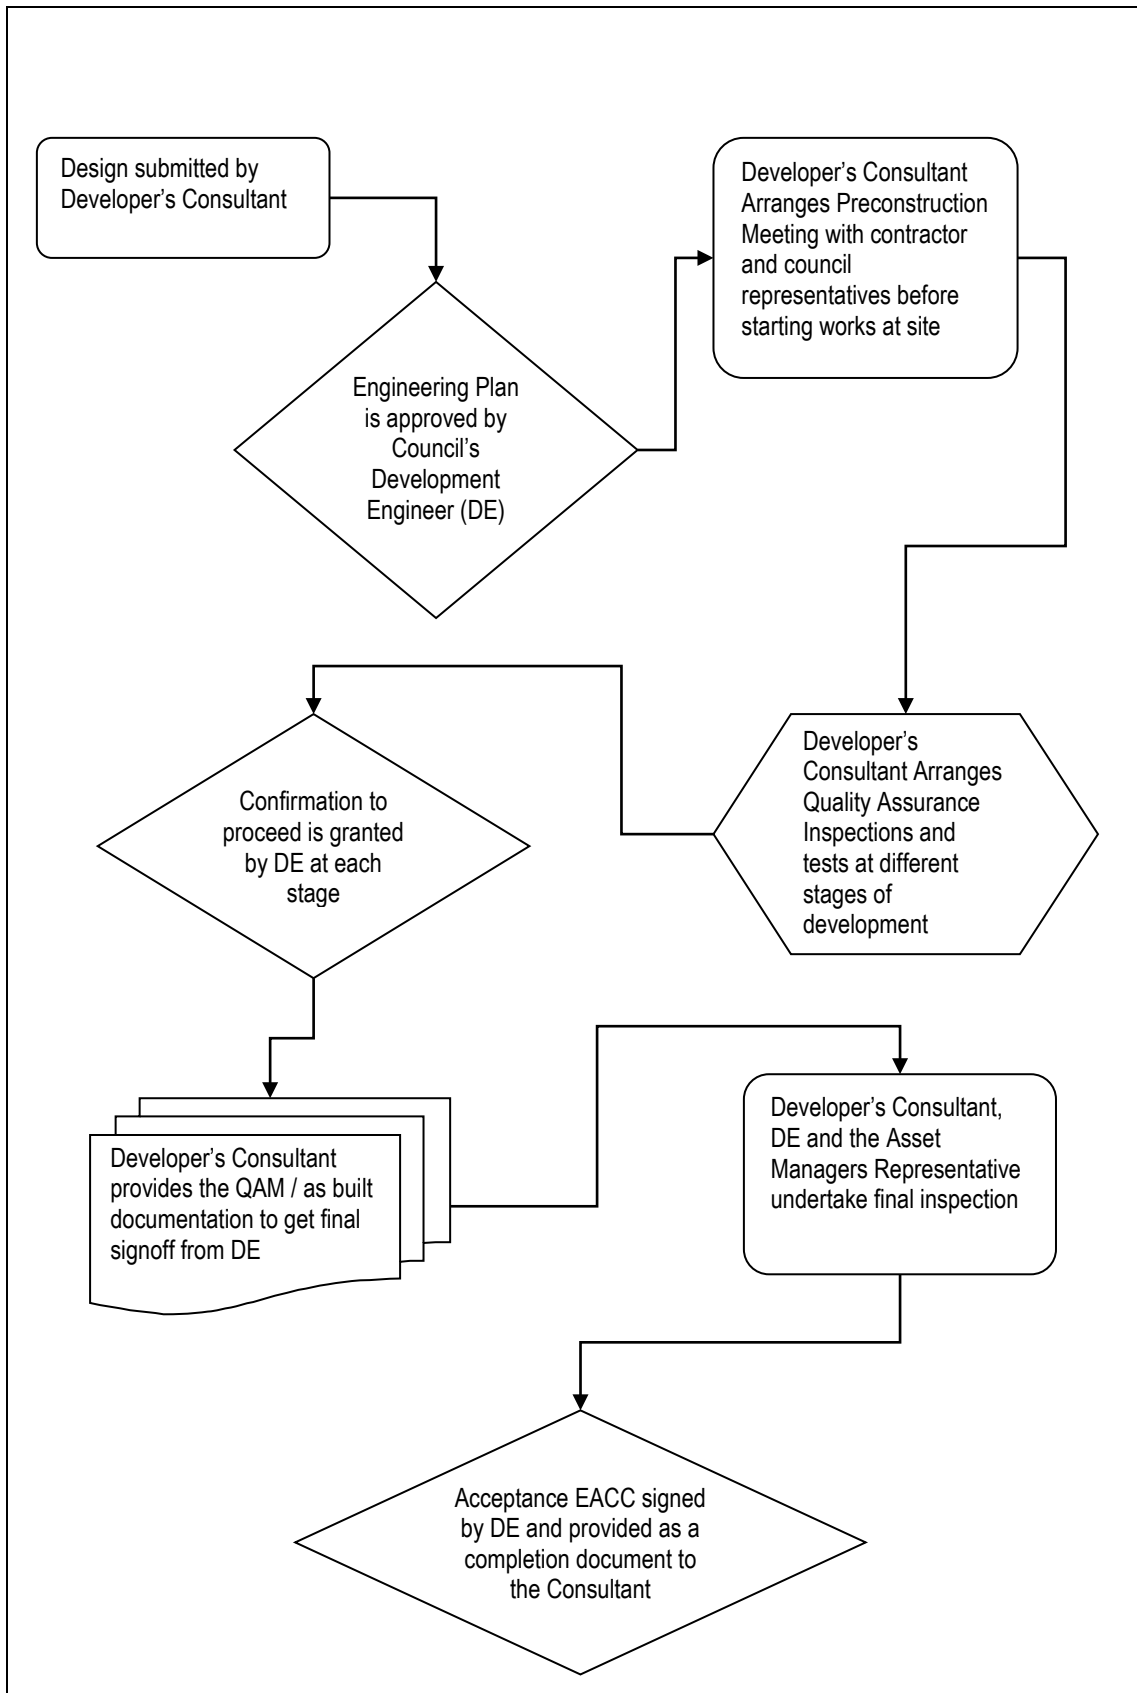 Design submitted by
Developer’s Consultant
Engineering Plan
is approved by
Council’s
Development
Engineer (DE)
Developer’s Consultant
Arranges Preconstruction
Meeting with contractor
and council
representatives before
starting works at site
Developer’s
Consultant Arranges
Quality Assurance
Inspections and
tests at different
stages of
development
Confirmation to
proceed is granted
by DE at each
stage
Developer’s Consultant
provides the QAM / as built
documentation to get final
signoff from DE
Developer’s Consultant,
DE and the Asset
Managers Representative
undertake final inspection
Acceptance EACC signed
by DE and provided as a
completion document to
the Consultant